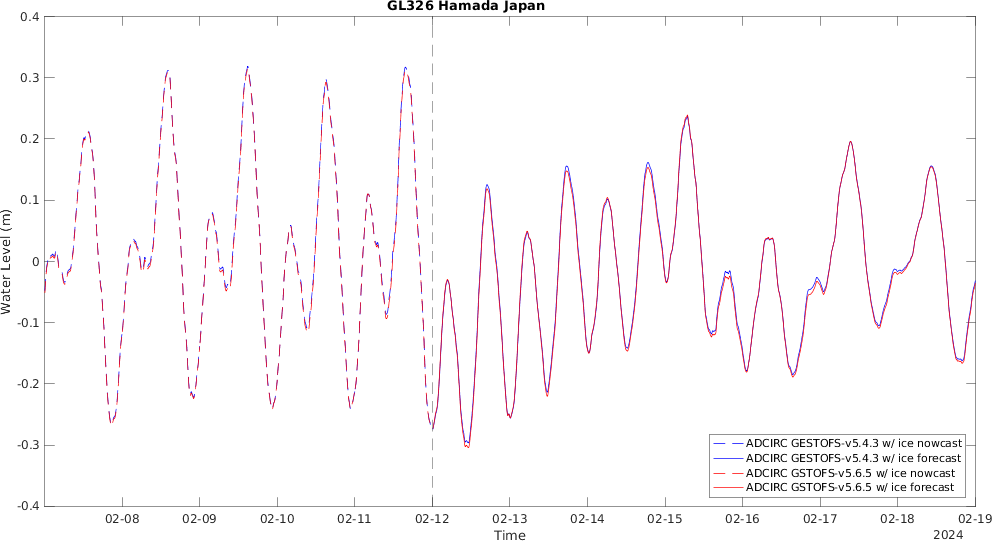 GL326 Hamada Japan
0.4
0.3
0.2
0.1
0
-0.1
-0.2
-0.3
-0.4
Water Level (m)
ADCIRC GESTOFS-v5.4.3 w/ ice nowcast
ADCIRC GESTOFS-v5.4.3 w/ ice forecast
ADCIRC GSTOFS-v5.6.5 w/ ice nowcast
ADCIRC GSTOFS-v5.6.5 w/ ice forecast
02-08 02-09 02-10 02-11 02-12 02-13 02-14 02-15 02-16 02-17 02-18 02-19
Time
2024